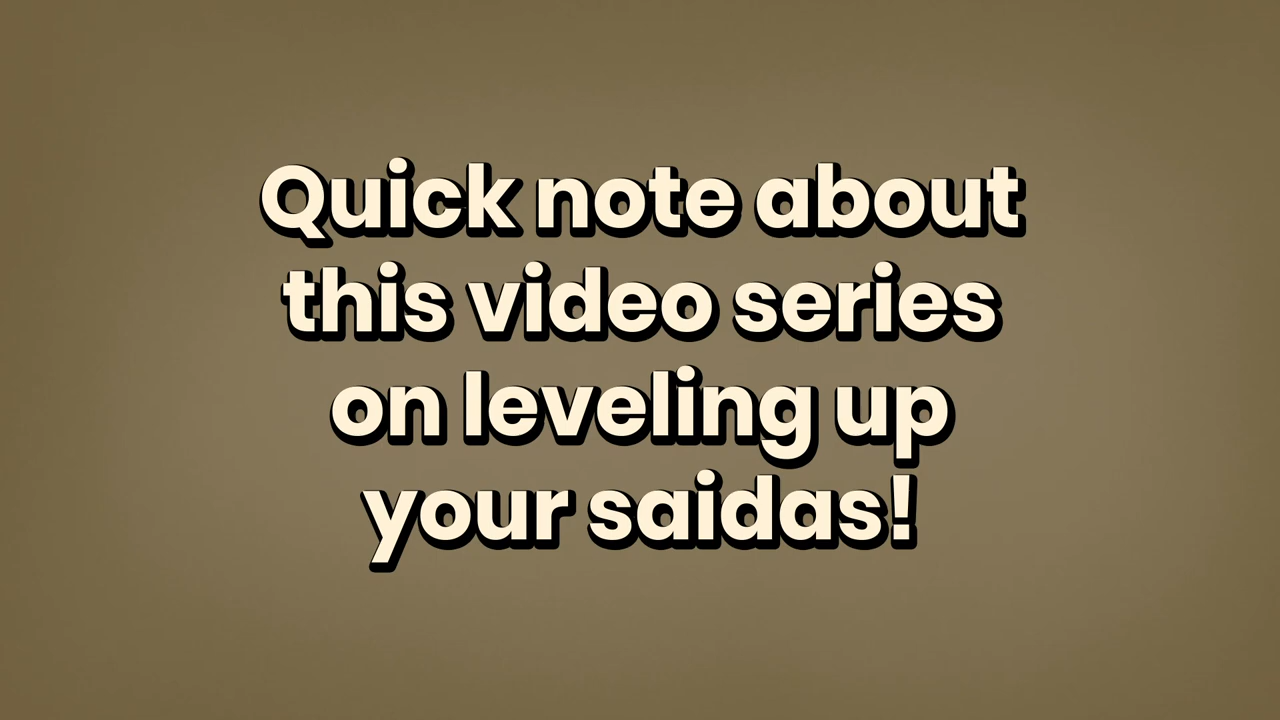 Quick note about
this video series
on leveling up
your saidas!